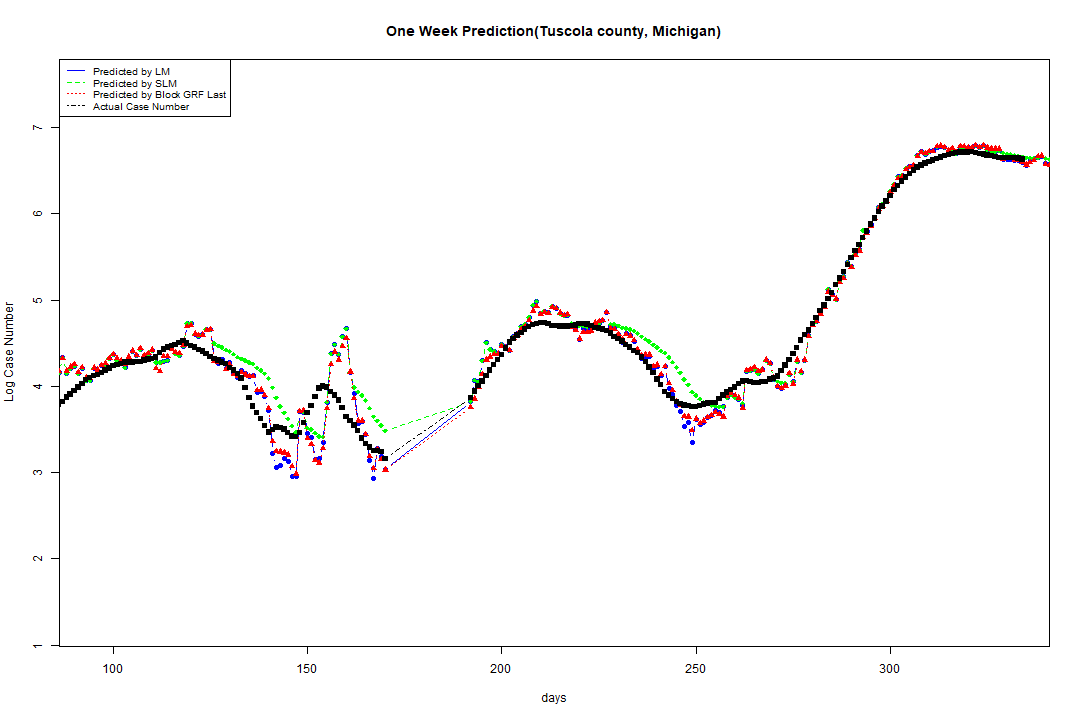 One Week Prediction(Tuscola county, Michigan)
Predicted by LM
Predicted by SLM
Predicted by Block GRF Last
Actual Case Number
7
6
5
4
3
2
1
Log Case Number
100 150 200 250 300
days